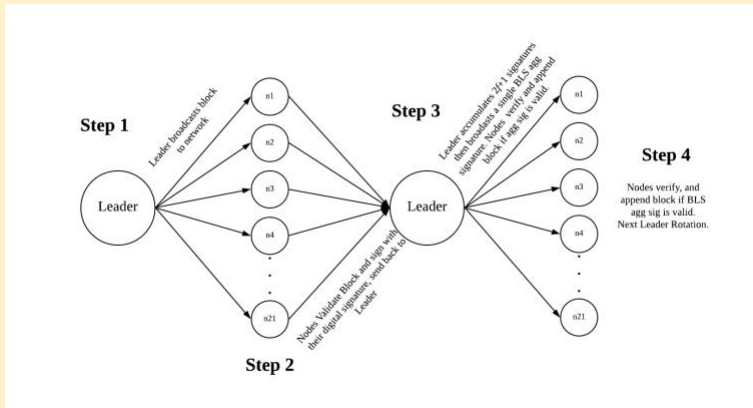 Step 1
Leader broadcasts block
to network
Leader
n1
n2
n3
n4
n21
Step 2
Nodes Validate Block and sign with
their digital signature, send back to
Leader
Step 3
Leader accumulates 2f+1 signatures
then broadasts a single BLS agg
signature. Nodes verify and append
block if agg sig is valid.
Leader
n1
n2
n3
n4
n21
Step 4
Nodes verify, and
append block if BLS
agg sig is valid.
Next Leader Rotation.